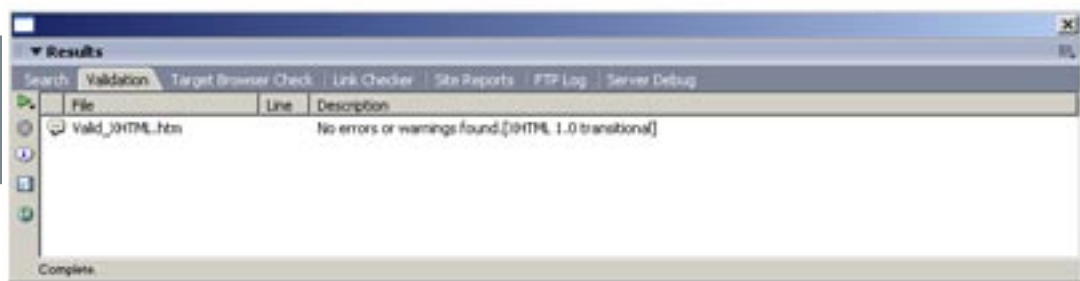 Results
Search Validation Target Browser Check Link Checker Site Reports FTP Log Server Debug
File Line Description
Valid_XHTML.htm No errors or warnings found.[XHTML 1.0 transitional]
Complete.